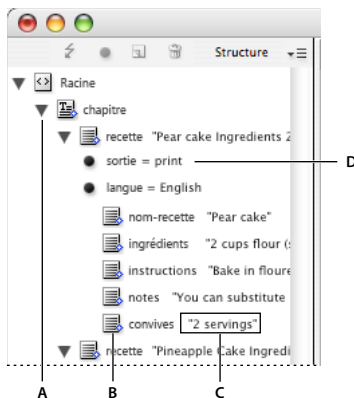 Structure
Racine
chapitre
recette "Pear cake Ingredients 2
sortie = print
D
langue = English
nom-recette "Pear cake"
ingrédients "2 cups flour (s
instructions "Bake in floure
notes "You can substitute
convives "2 servings"
recette "Pineapple Cake Ingredi
A B C